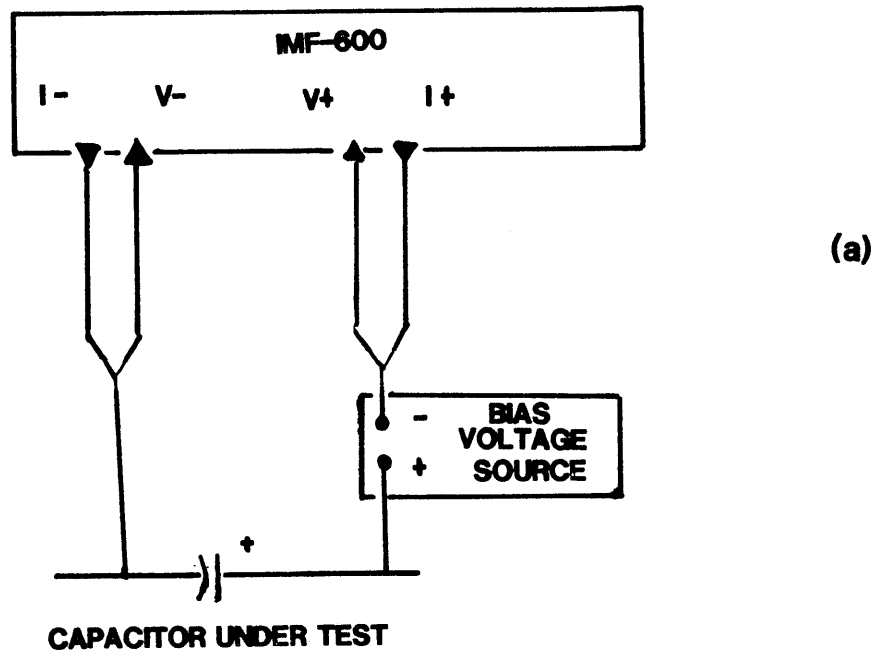 IMF-600
I- V- V+ I+
(a)
- BIAS
VOLTAGE
+ SOURCE
+
CAPACITOR UNDER TEST